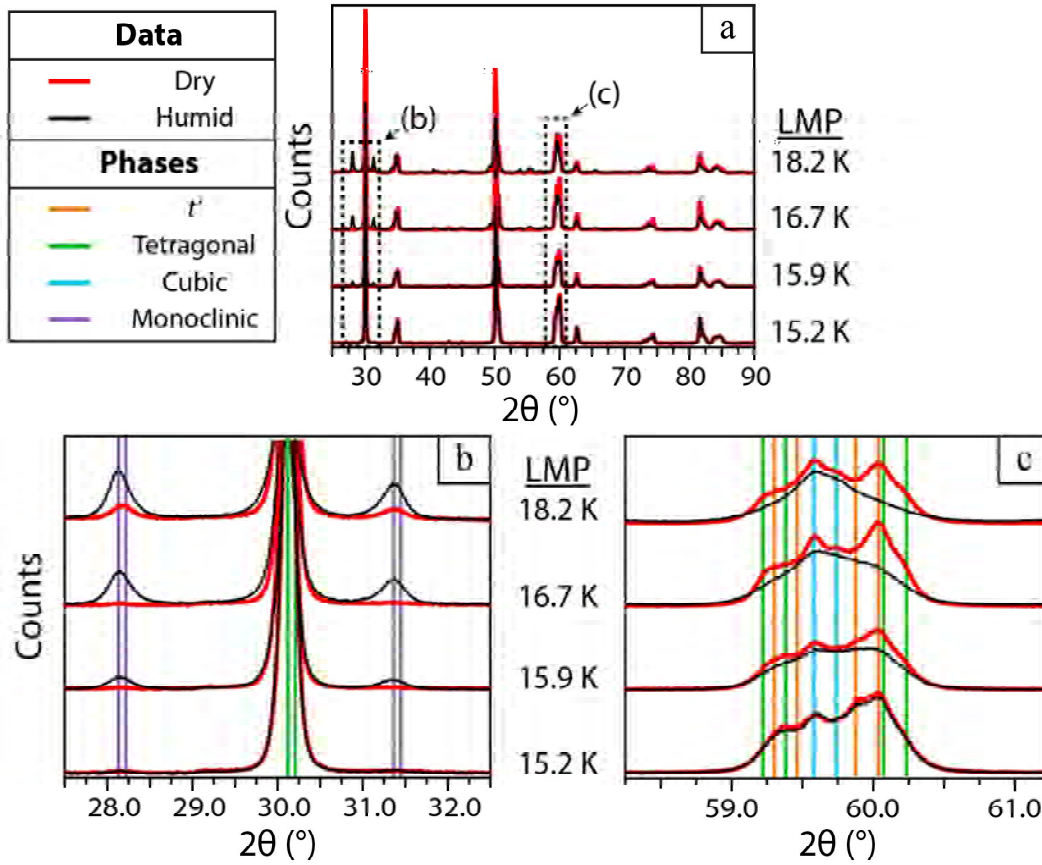 Data
Dry
Humid
Phases
t'
Tetragonal
Cubic
Monoclinic
a
(b)
(c)
Counts
LMP
18.2 K
16.7 K
15.9 K
15.2 K
30 40 50 60 70 80 90
2θ (°)
b
Counts
LMP
18.2 K
16.7 K
15.9 K
15.2 K
28.0 29.0 30.0 31.0 32.0
2θ (°)
c
59.0 60.0 61.0
2θ (°)